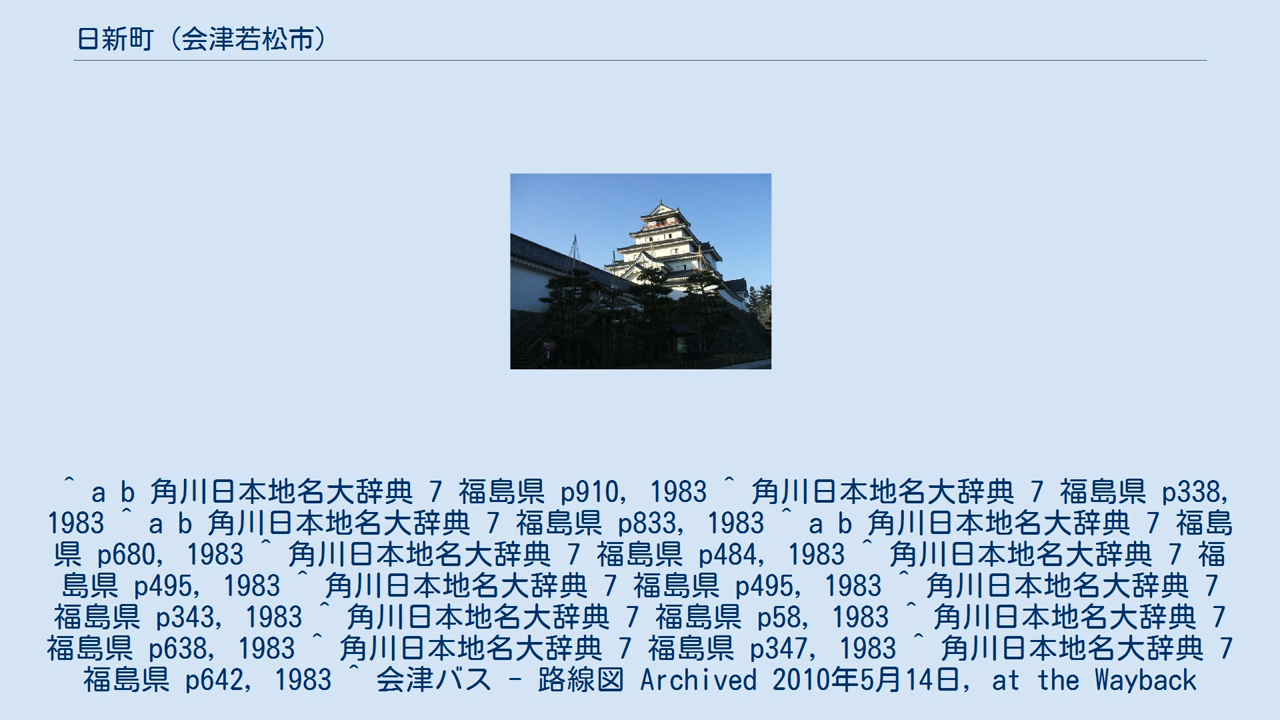 日新町（会津若松市）
^ a b 角川日本地名大辞典 7 福島県 p910, 1983 ^ 角川日本地名大辞典 7 福島県 p338,
1983 ^ a b 角川日本地名大辞典 7 福島県 p833, 1983 ^ a b 角川日本地名大辞典 7 福島
県 p680, 1983 ^ 角川日本地名大辞典 7 福島県 p484, 1983 ^ 角川日本地名大辞典 7 福
島県 p495, 1983 ^ 角川日本地名大辞典 7 福島県 p495, 1983 ^ 角川日本地名大辞典 7
福島県 p343, 1983 ^ 角川日本地名大辞典 7 福島県 p58, 1983 ^ 角川日本地名大辞典 7
福島県 p638, 1983 ^ 角川日本地名大辞典 7 福島県 p347, 1983 ^ 角川日本地名大辞典 7
福島県 p642, 1983 ^ 会津バス - 路線図 Archived 2010年5月14日, at the Wayback